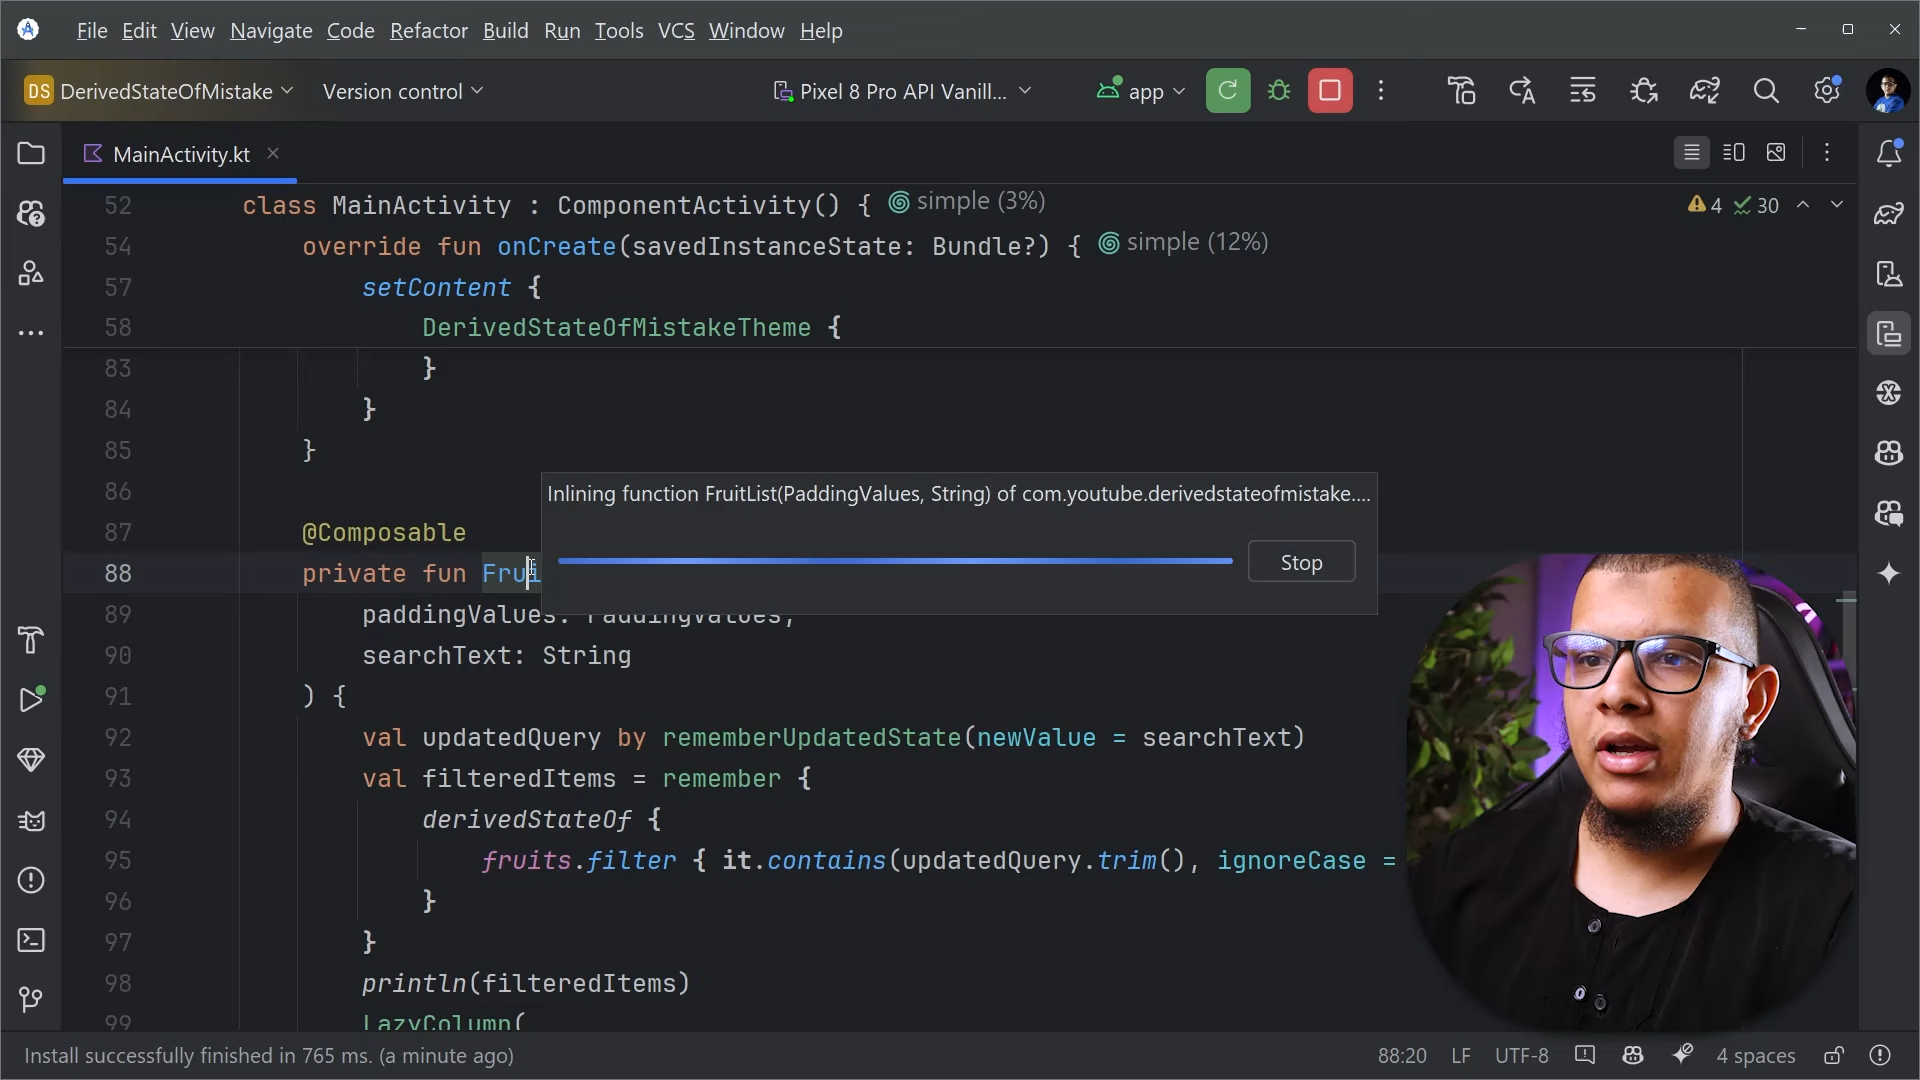 File Edit View Navigate Code Refactor Build Run Tools VCS Window Help
DS DerivedStateOfMistake Version control Pixel 8 Pro API Vanill... app
MainActivity.kt
52 class MainActivity : ComponentActivity() { simple (3%)
4 30
54 override fun onCreate(savedInstanceState: Bundle?) { simple (12%)
57 setContent {
58 DerivedStateOfMistakeTheme {
83 }
84 }
85 }
86
Inlining function FruitList(PaddingValues, String) of com.youtube.derivedstateofmistake....
87 @Composable
Stop
88 private fun Frui
89 paddingValues: PaddingValues,
90 searchText: String
91 ) {
92 val updatedQuery by rememberUpdatedState(newValue = searchText)
93 val filteredItems = remember {
94 derivedStateOf {
95 fruits.filter { it.contains(updatedQuery.trim(), ignoreCase =
96 }
97 }
98 println(filteredItems)
99 LazyColumn(
Install successfully finished in 765 ms. (a minute ago) 88:20 LF UTF-8 4 spaces